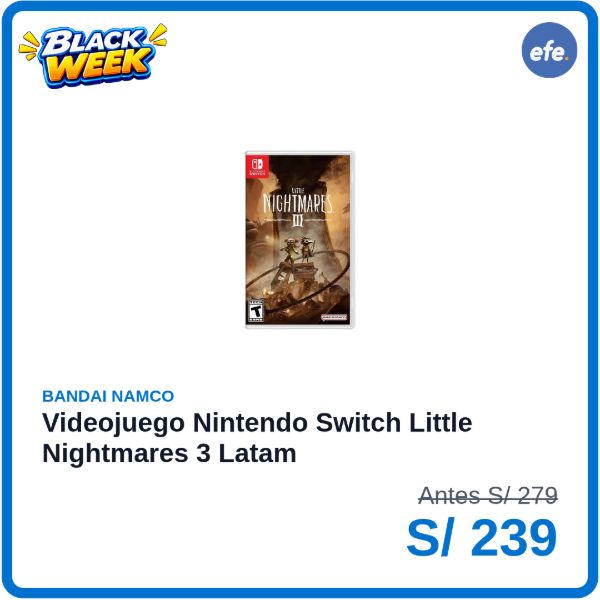 BLACK
WEEK
efe.
LITTLE
NIGHTMARES
III
BANDAI NAMCO
Videojuego Nintendo Switch Little
Nightmares 3 Latam
Antes S/ 279
S/ 239